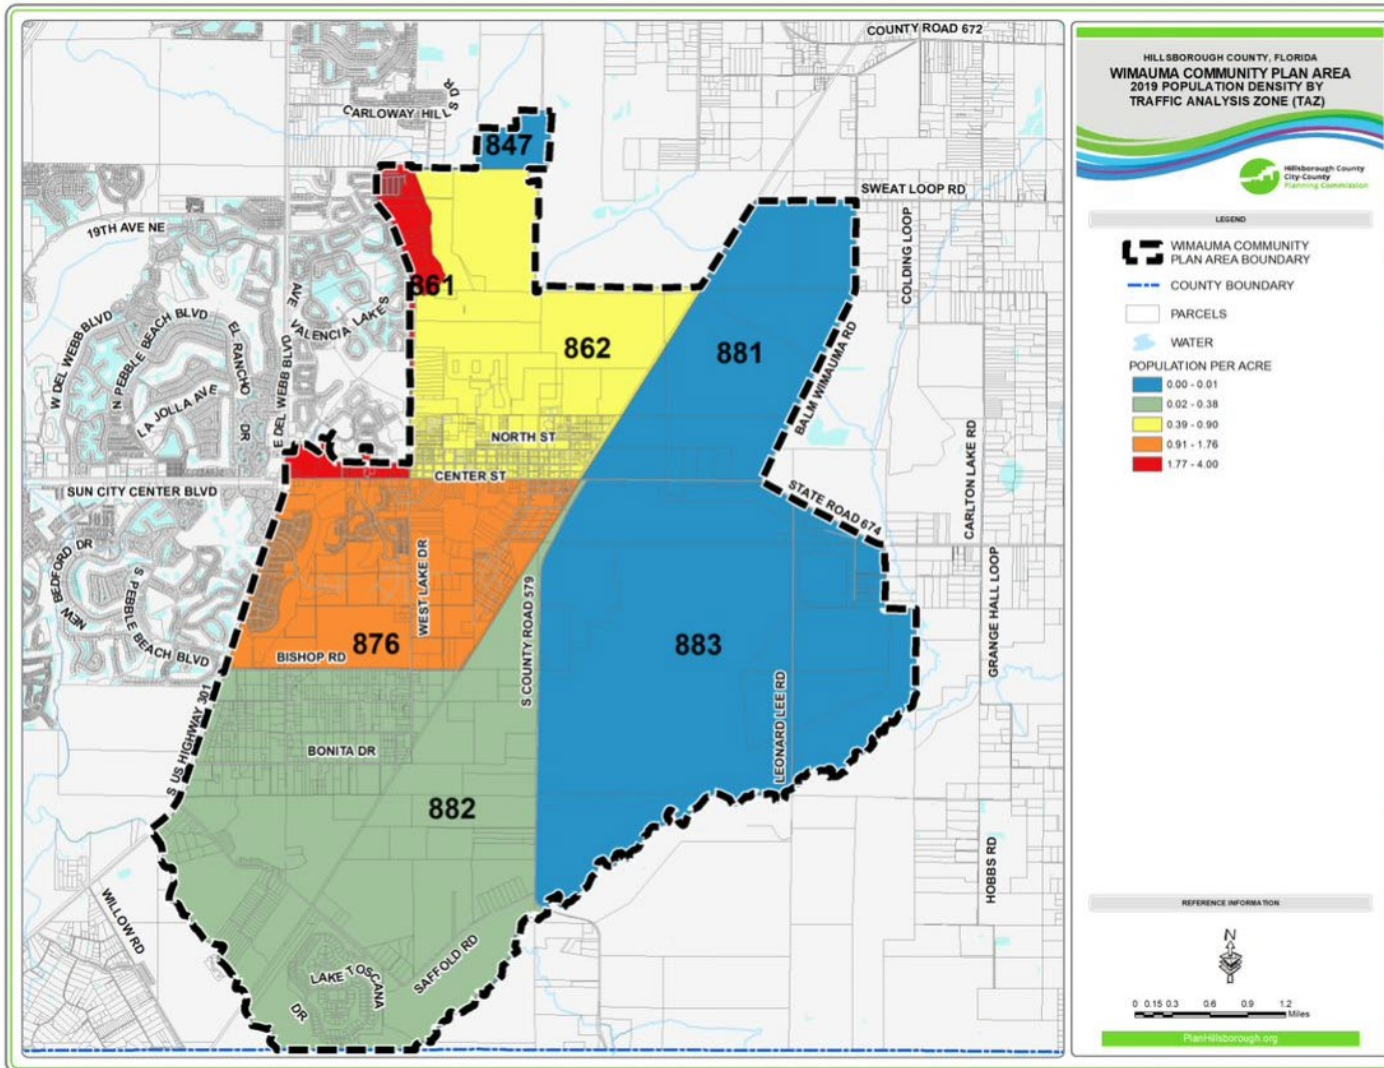 COUNTY ROAD 672
CARLOWAY HILLS DR
847
SWEAT LOOP RD
19TH AVE NE
COLDING LOOP
861
VALENCIA LAKES
AVE
W DEL WEBB BLVD
N PEBBLE BEACH BLVD
EL RANCHO
DR
E DEL WEBB BLVD
LA JOLLA AVE
862
881
BALM WIMAUMA RD
NORTH ST
CENTER ST
SUN CITY CENTER BLVD
STATE ROAD 674
CARLTON LAKE RD
NEW BEDFORD DR
S PEBBLE BEACH BLVD
WEST LAKE DR
S COUNTY ROAD 579
GRANGE HALL LOOP
876
BISHOP RD
883
S US HIGHWAY 301
LEONARD LEE RD
BONITA DR
882
HOBBS RD
WILLOW RD
LAKE TOSCANA
DR
SAFFOLD RD
HILLSBOROUGH COUNTY, FLORIDA
WIMAUMA COMMUNITY PLAN AREA
2019 POPULATION DENSITY BY
TRAFFIC ANALYSIS ZONE (TAZ)
Hillsborough County
City-County
Planning Commission
LEGEND
WIMAUMA COMMUNITY
PLAN AREA BOUNDARY
COUNTY BOUNDARY
PARCELS
WATER
POPULATION PER ACRE
0.00 - 0.01
0.02 - 0.38
0.39 - 0.90
0.91 - 1.76
1.77 - 4.00
REFERENCE INFORMATION
N
0 0.15 0.3 0.6 0.9 1.2
Miles
PlanHillsborough.org